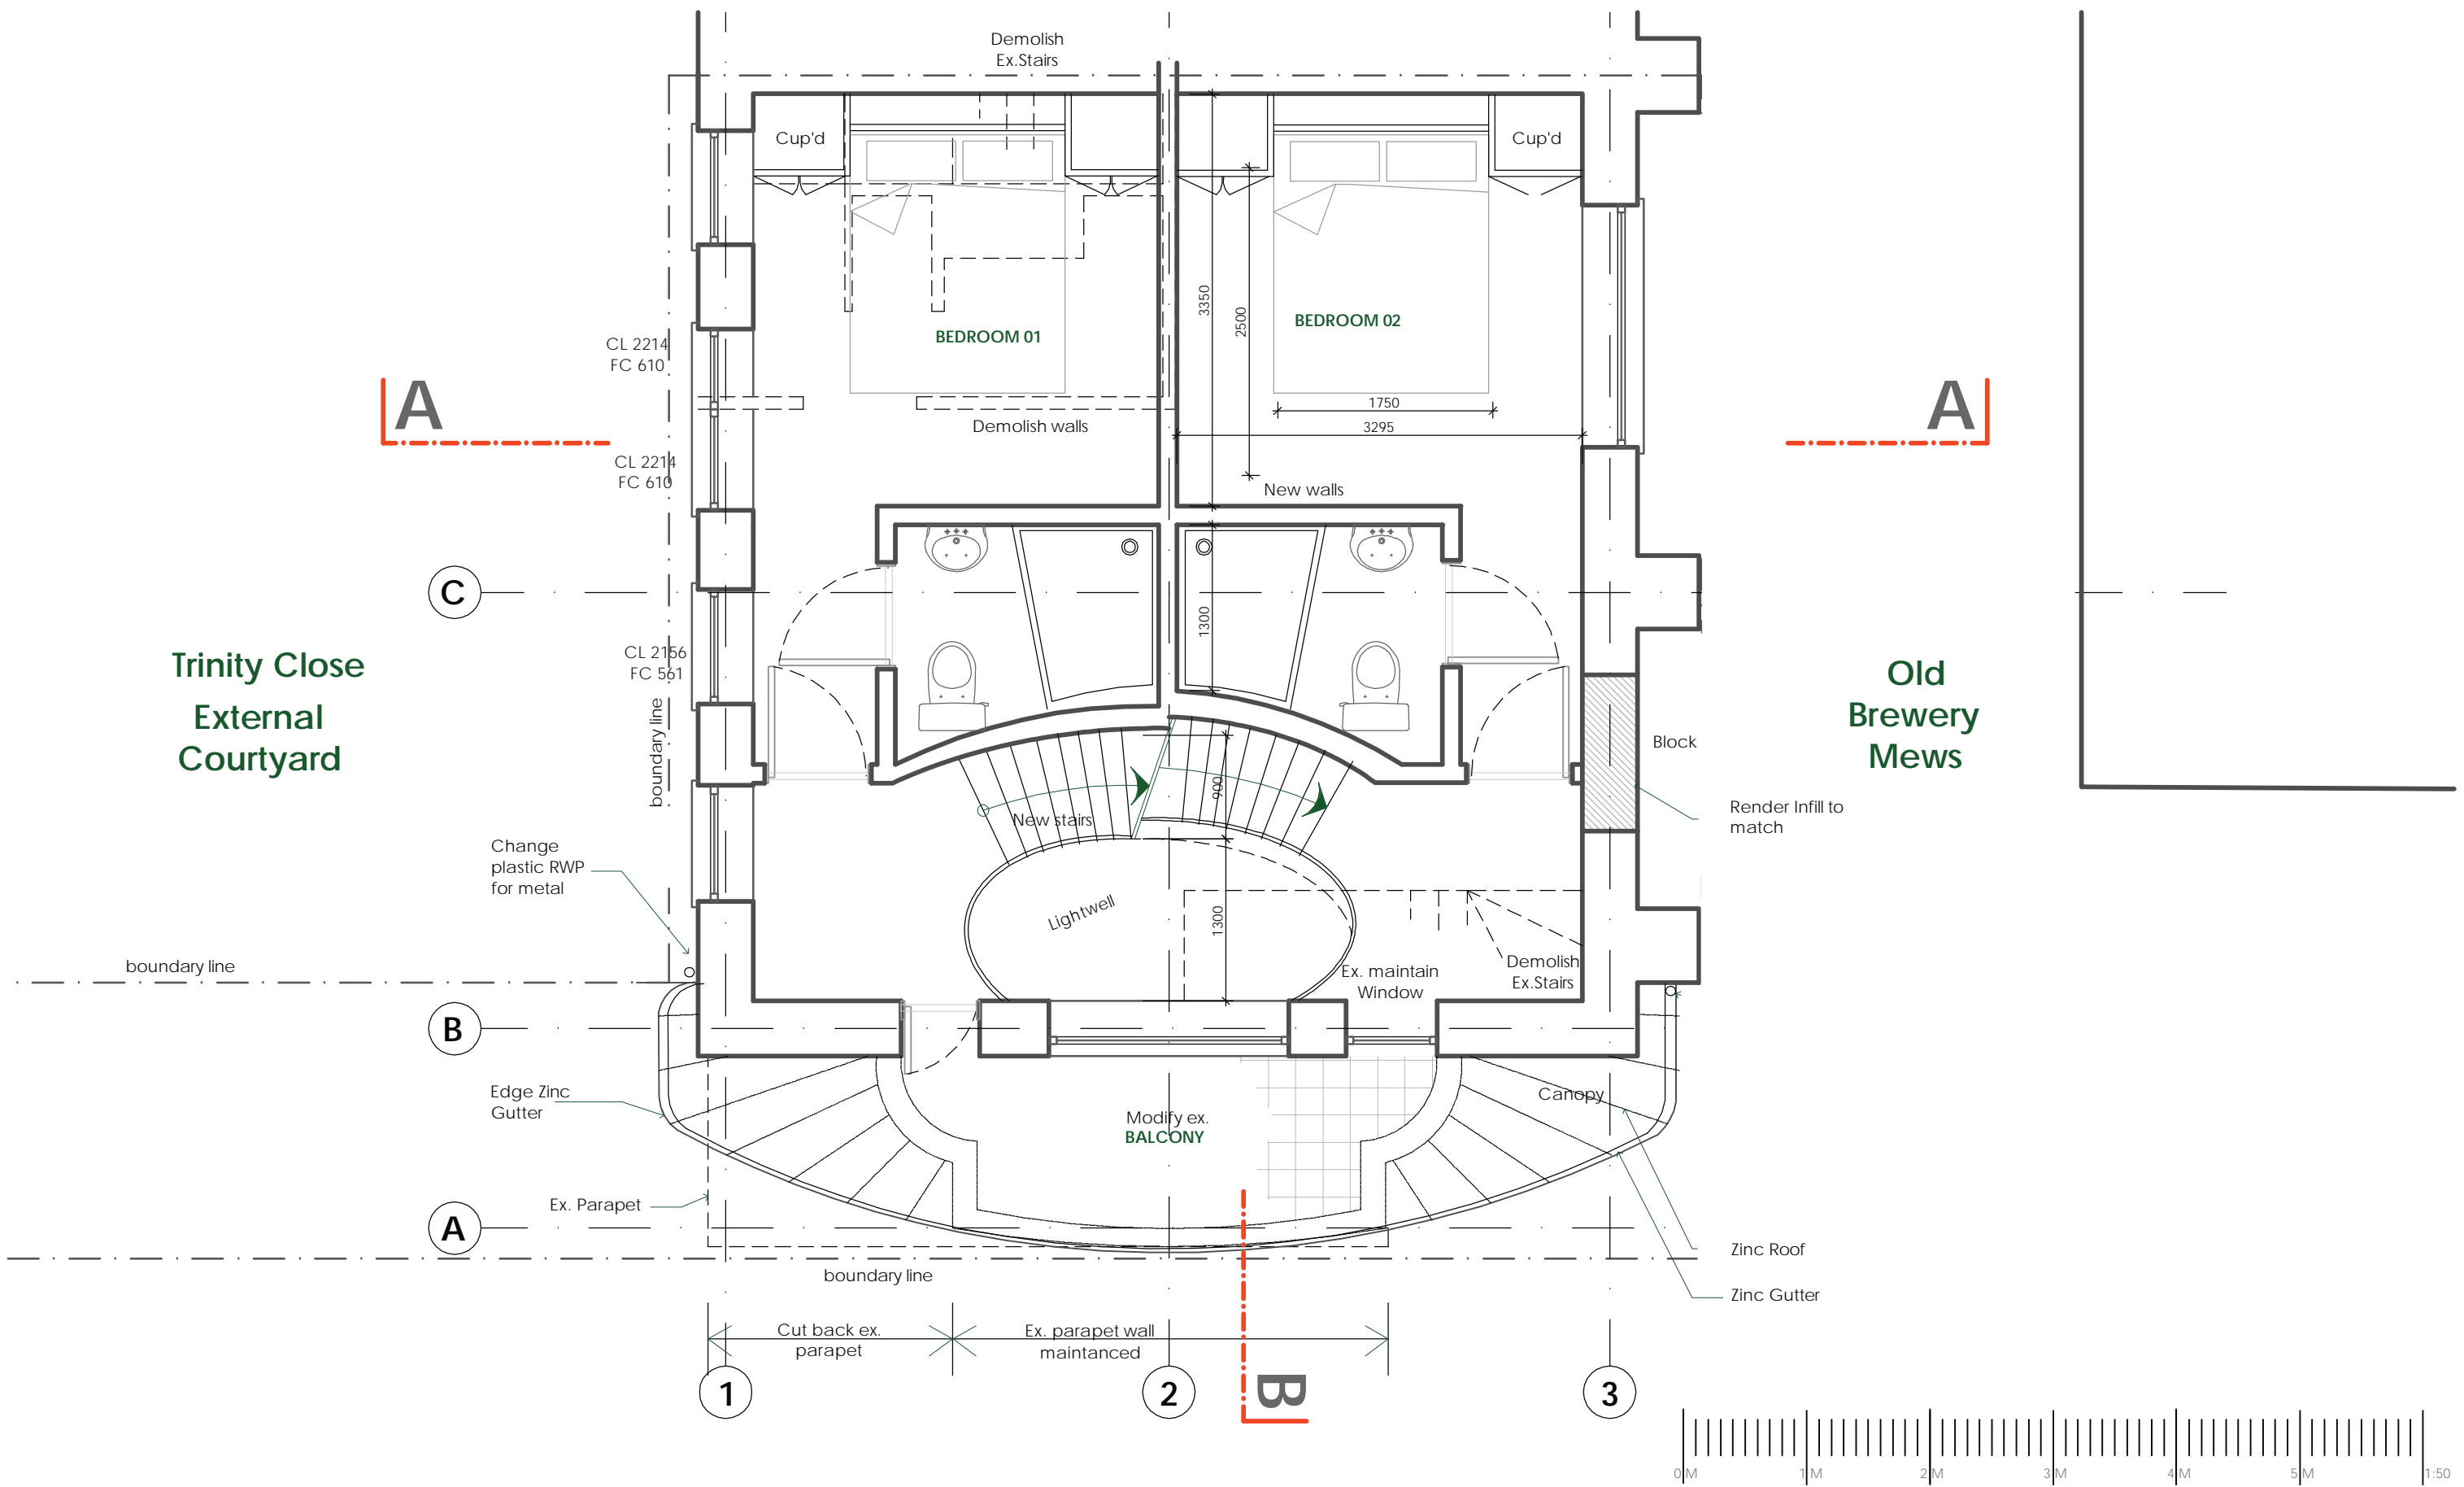 Demolish
Ex.Stairs
Cup'd
Cup'd
3350
2500
BEDROOM 01
BEDROOM 02
CL 2214
FC 610
A
A
1750
3295
Demolish walls
CL 2214
FC 610
New walls
C
1300
Trinity Close
External
Courtyard
CL 2156
FC 561
boundary line
Old
Brewery
Mews
Block
900
New stairs
Render Infill to
match
Change
plastic RWP
for metal
Lightwell
1300
boundary line
Demolish
Ex.Stairs
Ex. maintain
Window
B
Edge Zinc
Gutter
Canopy
Modify ex.
BALCONY
Ex. Parapet
A
Zinc Roof
boundary line
Zinc Gutter
Cut back ex.
parapet
Ex. parapet wall
maintanced
1
2
B
3
0 M
1 M
2 M
3 M
4 M
5 M
1:50